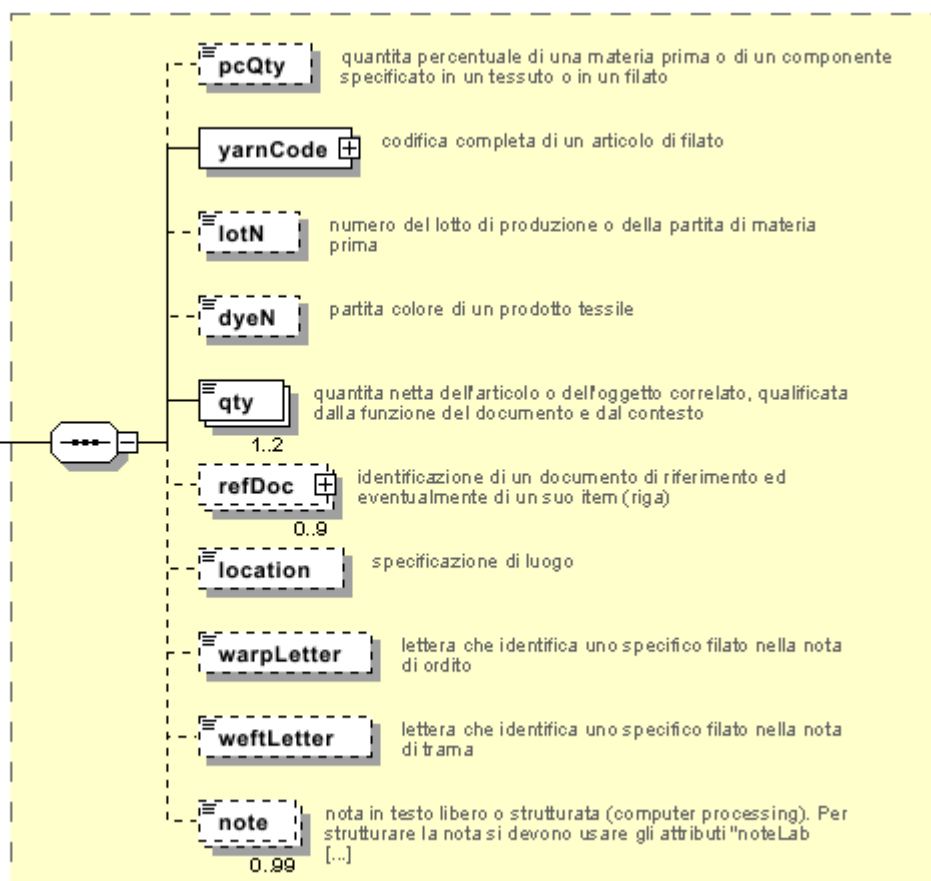 pcQty
quantita percentuale di una materia prima o di un componente
specificato in un tessuto o in un filato
yarnCode
codifica completa di un articolo di filato
lotN
numero del lotto di produzione o della partita di materia
prima
dyeN
partita colore di un prodotto tessile
qty
quantita netta dell'articolo o dell'oggetto correlato, qualificata
dalla funzione del documento e dal contesto
1..2
refDoc
identificazione di un documento di riferimento ed
eventualmente di un suo item (riga)
0..9
location
specificazione di luogo
warpLetter
lettera che identifica uno specifico filato nella nota
di ordito
weftLetter
lettera che identifica uno specifico filato nella nota
di trama
note
nota in testo libero o strutturata (computer processing). Per
strutturare la nota si devono usare gli attributi "noteLab
[...]
0..99